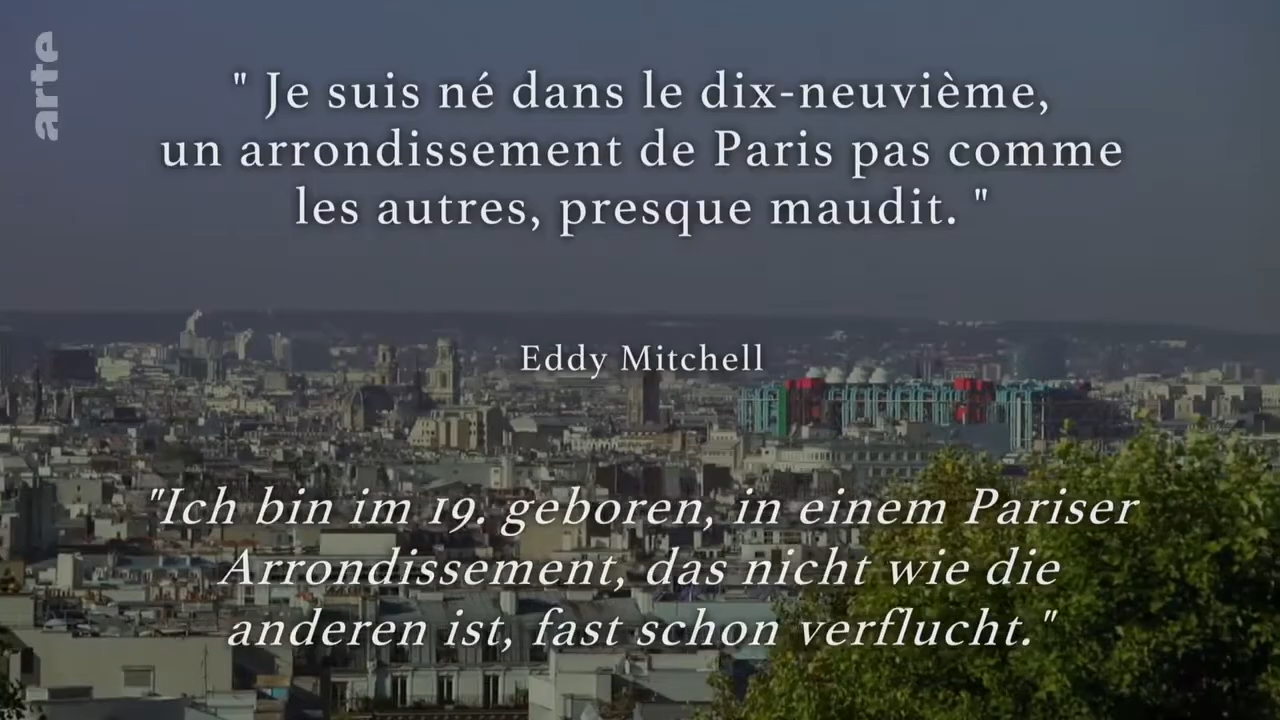 arte
" Je suis né dans le dix-neuvième,
un arrondissement de Paris pas comme
les autres, presque maudit. "
Eddy Mitchell
"Ich bin im 19. geboren, in einem Pariser
Arrondissement, das nicht wie die
anderen ist, fast schon verflucht."